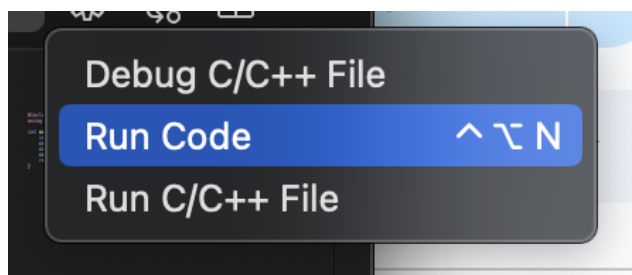 Debug C/C++ File
Run Code ^⌥N
Run C/C++ File